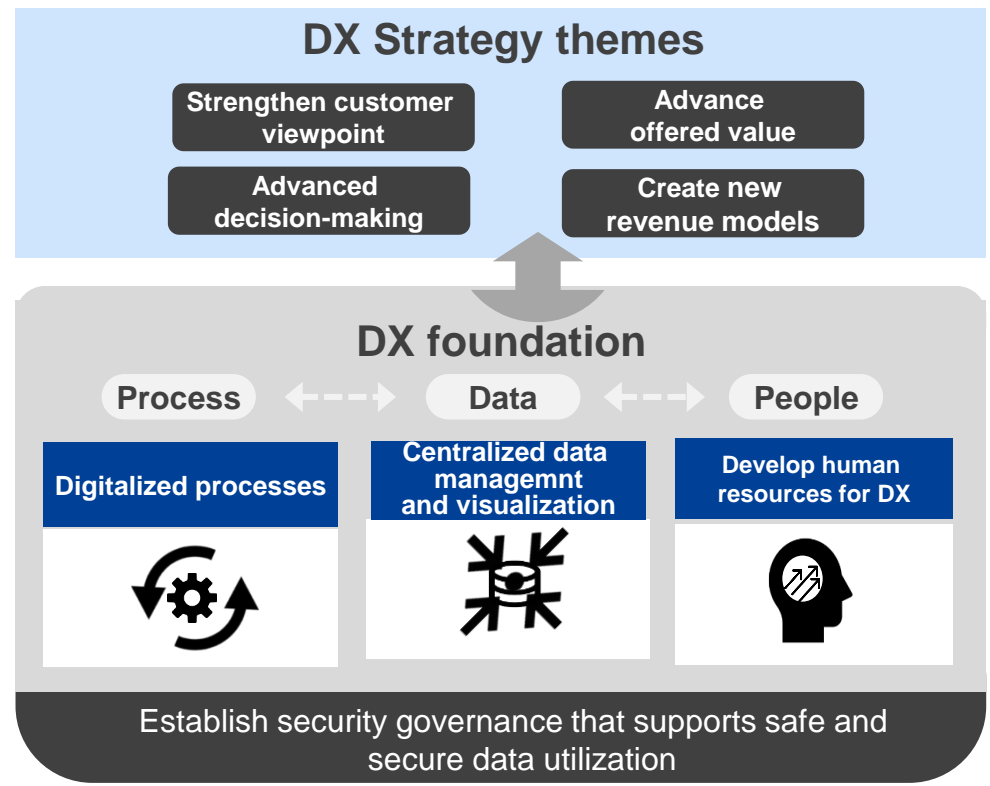 DX Strategy themes
Strengthen customer
viewpoint
Advance
offered value
Advanced
decision-making
Create new
revenue models
DX foundation
Process
Data
People
Digitalized processes
Centralized data
managemnt
and visualization
Develop human
resources for DX
Establish security governance that supports safe and
secure data utilization